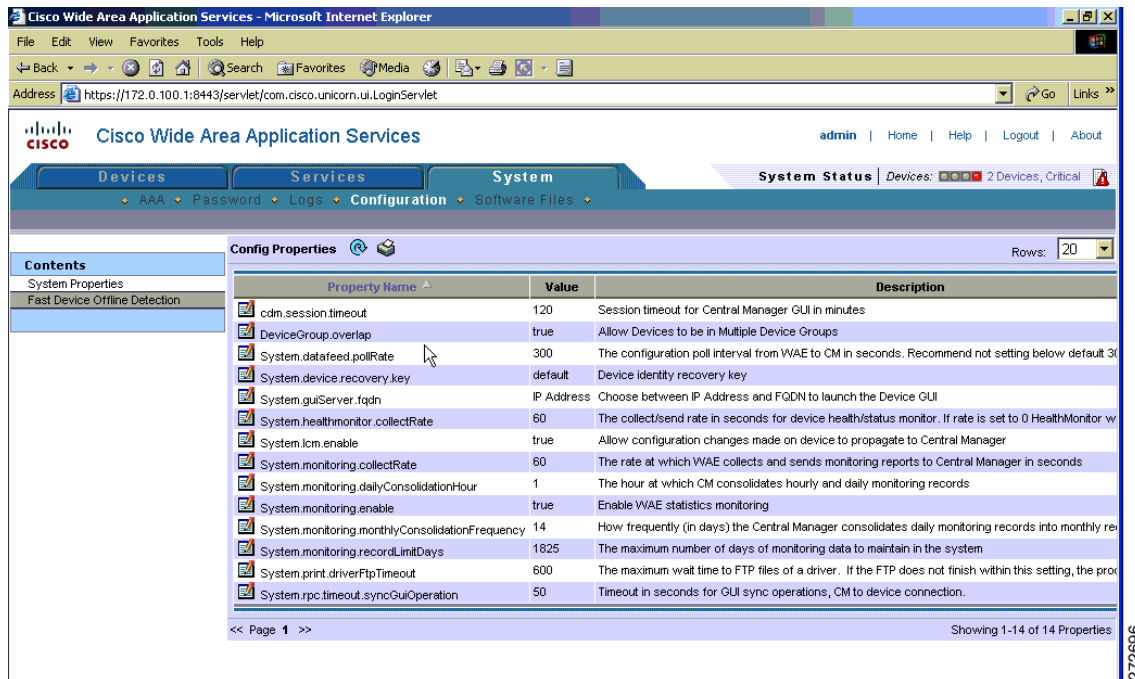 Cisco Wide Area Application Services - Microsoft Internet Explorer
File Edit View Favorites Tools Help
Back Search Favorites Media
Address https://172.0.100.1:8443/servlet/com.cisco.unicorn.ui.LoginServlet Go Links »
CISCO Cisco Wide Area Application Services admin | Home | Help | Logout | About
Devices Services System System Status | Devices: 2 Devices, Critical
AAA Password Logs Configuration Software Files
Config Properties Rows: 20
Contents
System Properties
Fast Device Offline Detection
Property Name Value Description
cdm.session.timeout 120 Session timeout for Central Manager GUI in minutes
DeviceGroup.overlap true Allow Devices to be in Multiple Device Groups
System.datafeed.pollRate 300 The configuration poll interval from WAE to CM in seconds. Recommend not setting below default 30
System.device.recovery.key default Device identity recovery key
System.guiServer.fqdn IP Address Choose between IP Address and FQDN to launch the Device GUI
System.healthmonitor.collectRate 60 The collect/send rate in seconds for device health/status monitor. If rate is set to 0 HealthMonitor w
System.lcm.enable true Allow configuration changes made on device to propagate to Central Manager
System.monitoring.collectRate 60 The rate at which WAE collects and sends monitoring reports to Central Manager in seconds
System.monitoring.dailyConsolidationHour 1 The hour at which CM consolidates hourly and daily monitoring records
System.monitoring.enable true Enable WAE statistics monitoring
System.monitoring.monthlyConsolidationFrequency 14 How frequently (in days) the Central Manager consolidates daily monitoring records into monthly re
System.monitoring.recordLimitDays 1825 The maximum number of days of monitoring data to maintain in the system
System.print.driverFtpTimeout 600 The maximum wait time to FTP files of a driver. If the FTP does not finish within this setting, the pro
System.rpc.timeout.syncGuiOperation 50 Timeout in seconds for GUI sync operations, CM to device connection.
<< Page 1 >> Showing 1-14 of 14 Properties
272696